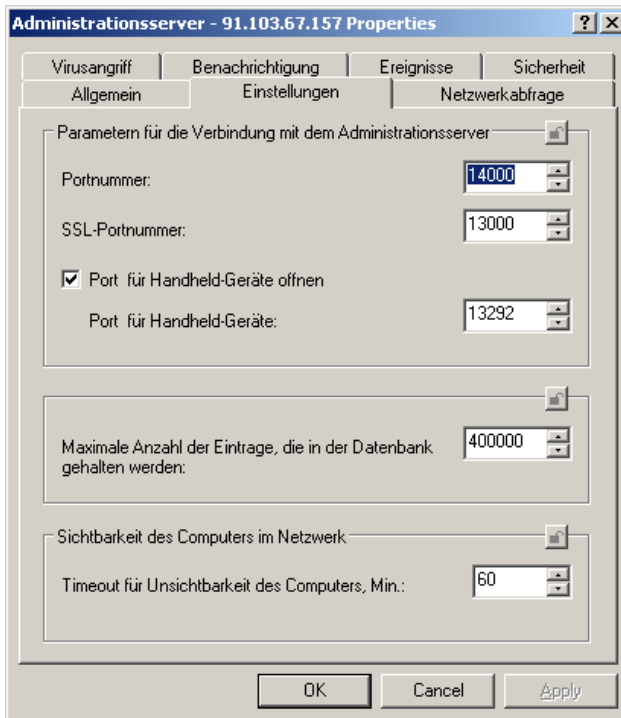 Administrationsserver - 91.103.67.157 Properties
Virusangriff
Benachrichtigung
Ereignisse
Sicherheit
Allgemein
Einstellungen
Netzwerkabfrage
Parametern für die Verbindung mit dem Administrationsserver
Portnummer:
14000
SSL-Portnummer:
13000
Port für Handheld-Geräte offnen
Port für Handheld-Geräte:
13292
Maximale Anzahl der Eintrage, die in der Datenbank
gehalten werden:
400000
Sichtbarkeit des Computers im Netzwerk
Timeout für Unsichtbarkeit des Computers, Min.:
60
OK
Cancel
Apply